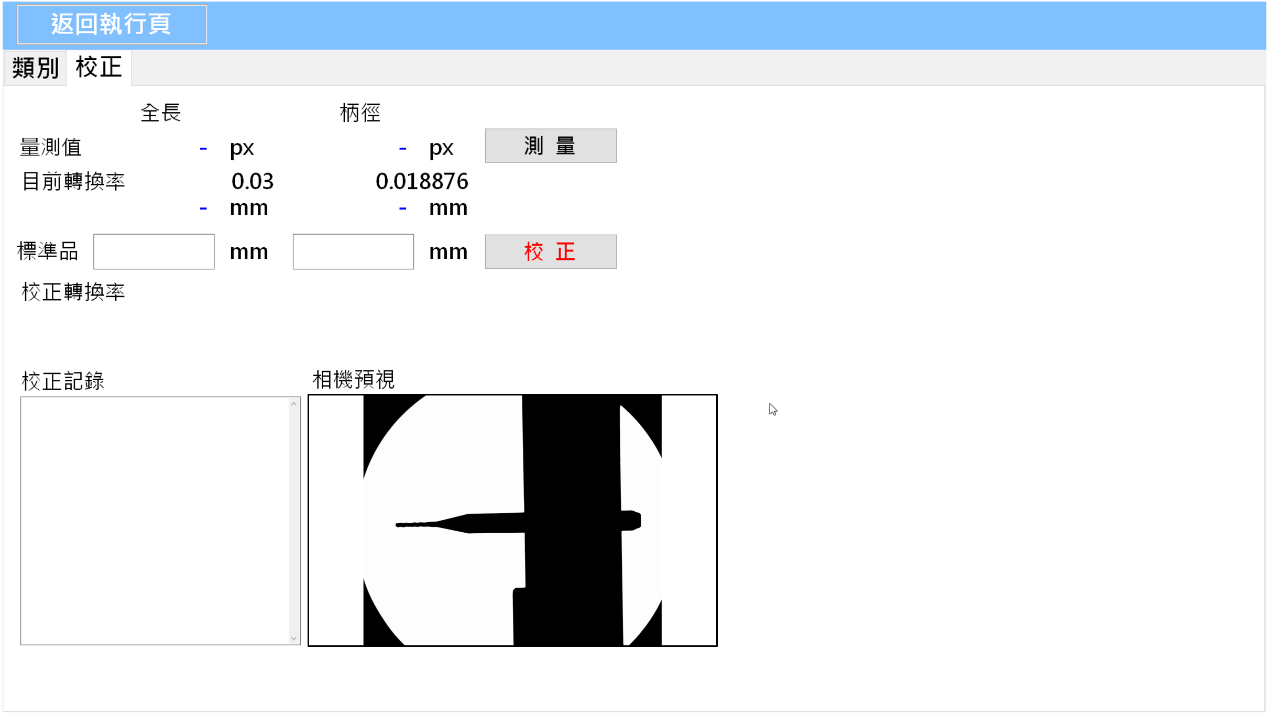 返回執行頁
類別 校正
全長 柄徑
量測值 - px - px 測 量
目前轉換率 0.03 0.018876
- mm - mm
標準品 mm mm 校 正
校正轉換率
校正記錄 相機預視